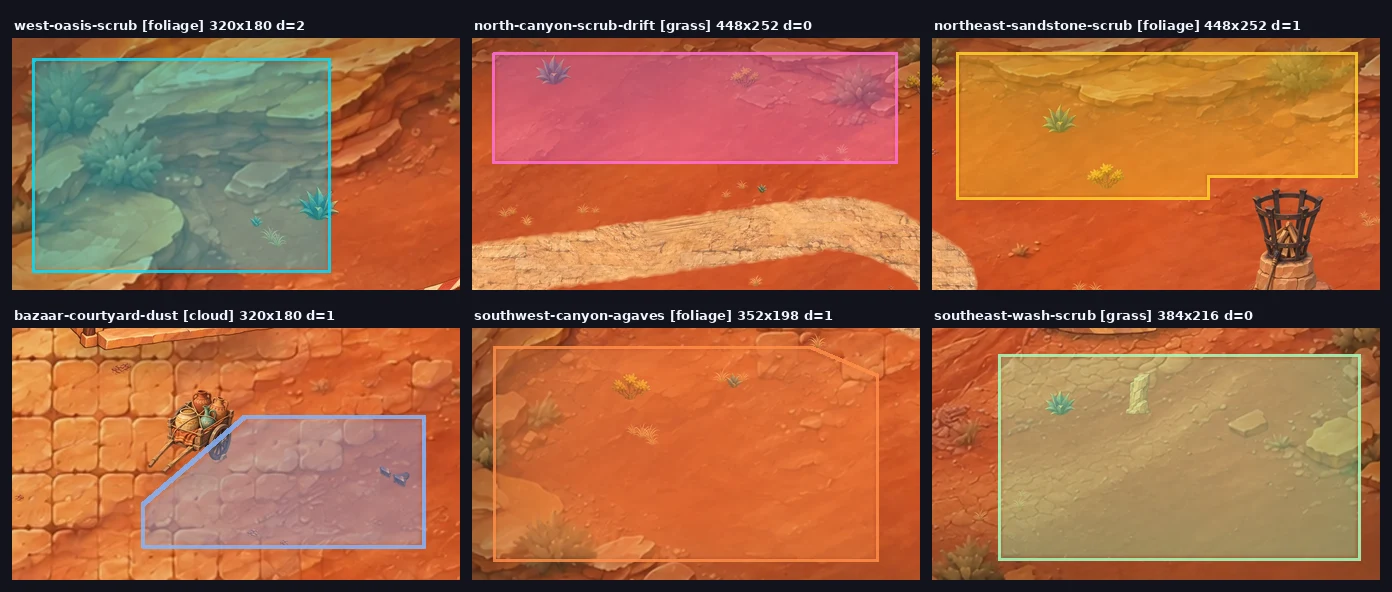 west-oasis-scrub [foliage] 320x180 d=2
north-canyon-scrub-drift [grass] 448x252 d=0
northeast-sandstone-scrub [foliage] 448x252 d=1
bazaar-courtyard-dust [cloud] 320x180 d=1
southwest-canyon-agaves [foliage] 352x198 d=1
southeast-wash-scrub [grass] 384x216 d=0